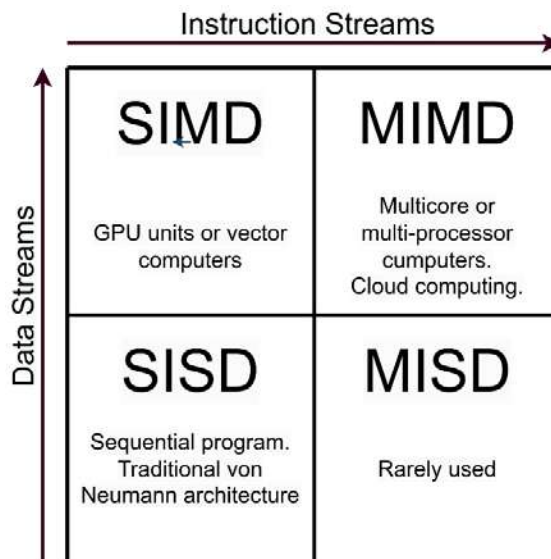 Instruction Streams
Data Streams
SIMD
GPU units or vector
computers
MIMD
Multicore or
multi-processor
cumputers.
Cloud computing.
SISD
Sequential program.
Traditional von
Neumann architecture
MISD
Rarely used